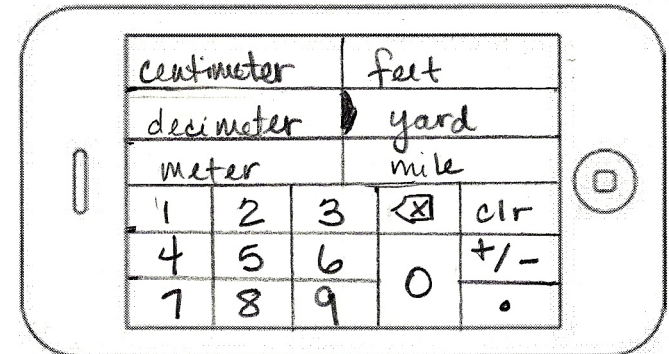 centimeter feet
decimeter yard
meter mile
1 2 3 clr
4 5 6 0 +/-
7 8 9 .